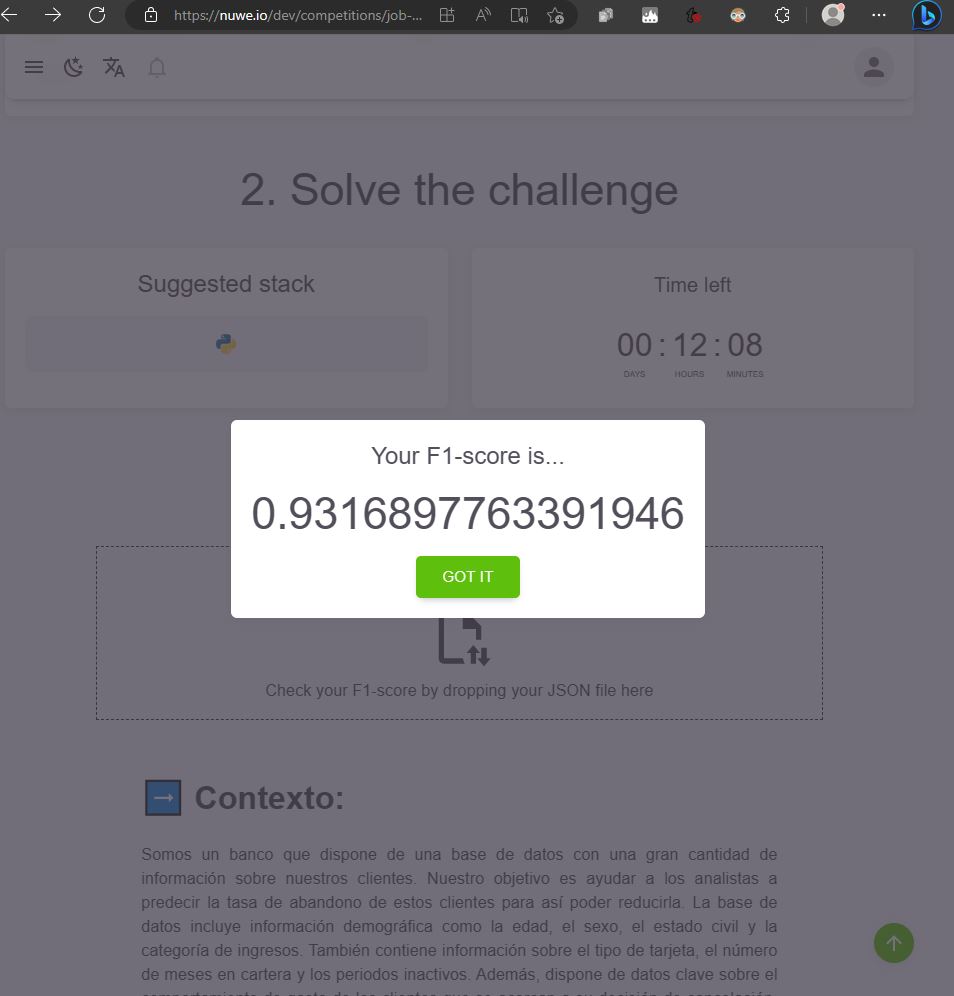 https://nuwe.io/dev/competitions/job-...
2. Solve the challenge
Suggested stack
Time left
00 : 12 : 08
DAYS HOURS MINUTES
Your F1-score is...
0.9316897763391946
GOT IT
Check your F1-score by dropping your JSON file here
Contexto:
Somos un banco que dispone de una base de datos con una gran cantidad de
información sobre nuestros clientes. Nuestro objetivo es ayudar a los analistas a
predecir la tasa de abandono de estos clientes para así poder reducirla. La base de
datos incluye información demográfica como la edad, el sexo, el estado civil y la
categoría de ingresos. También contiene información sobre el tipo de tarjeta, el número
de meses en cartera y los periodos inactivos. Además, dispone de datos clave sobre el